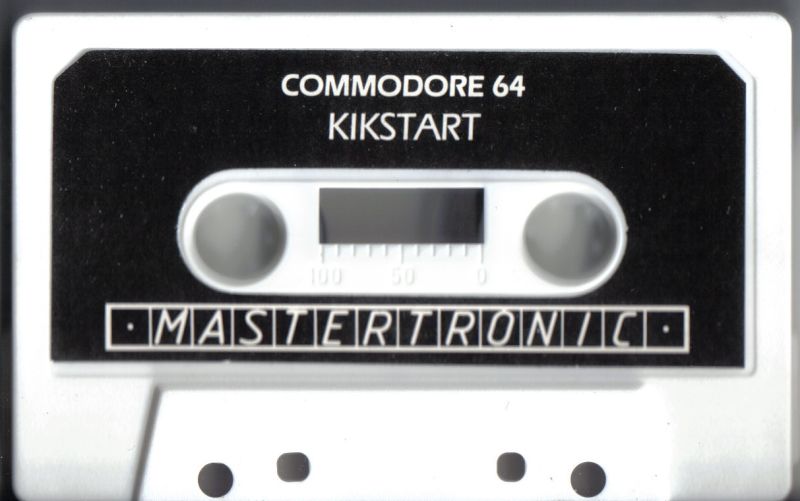 COMMODORE 64
KIKSTART
100 50 0
· MASTERTRONIC ·